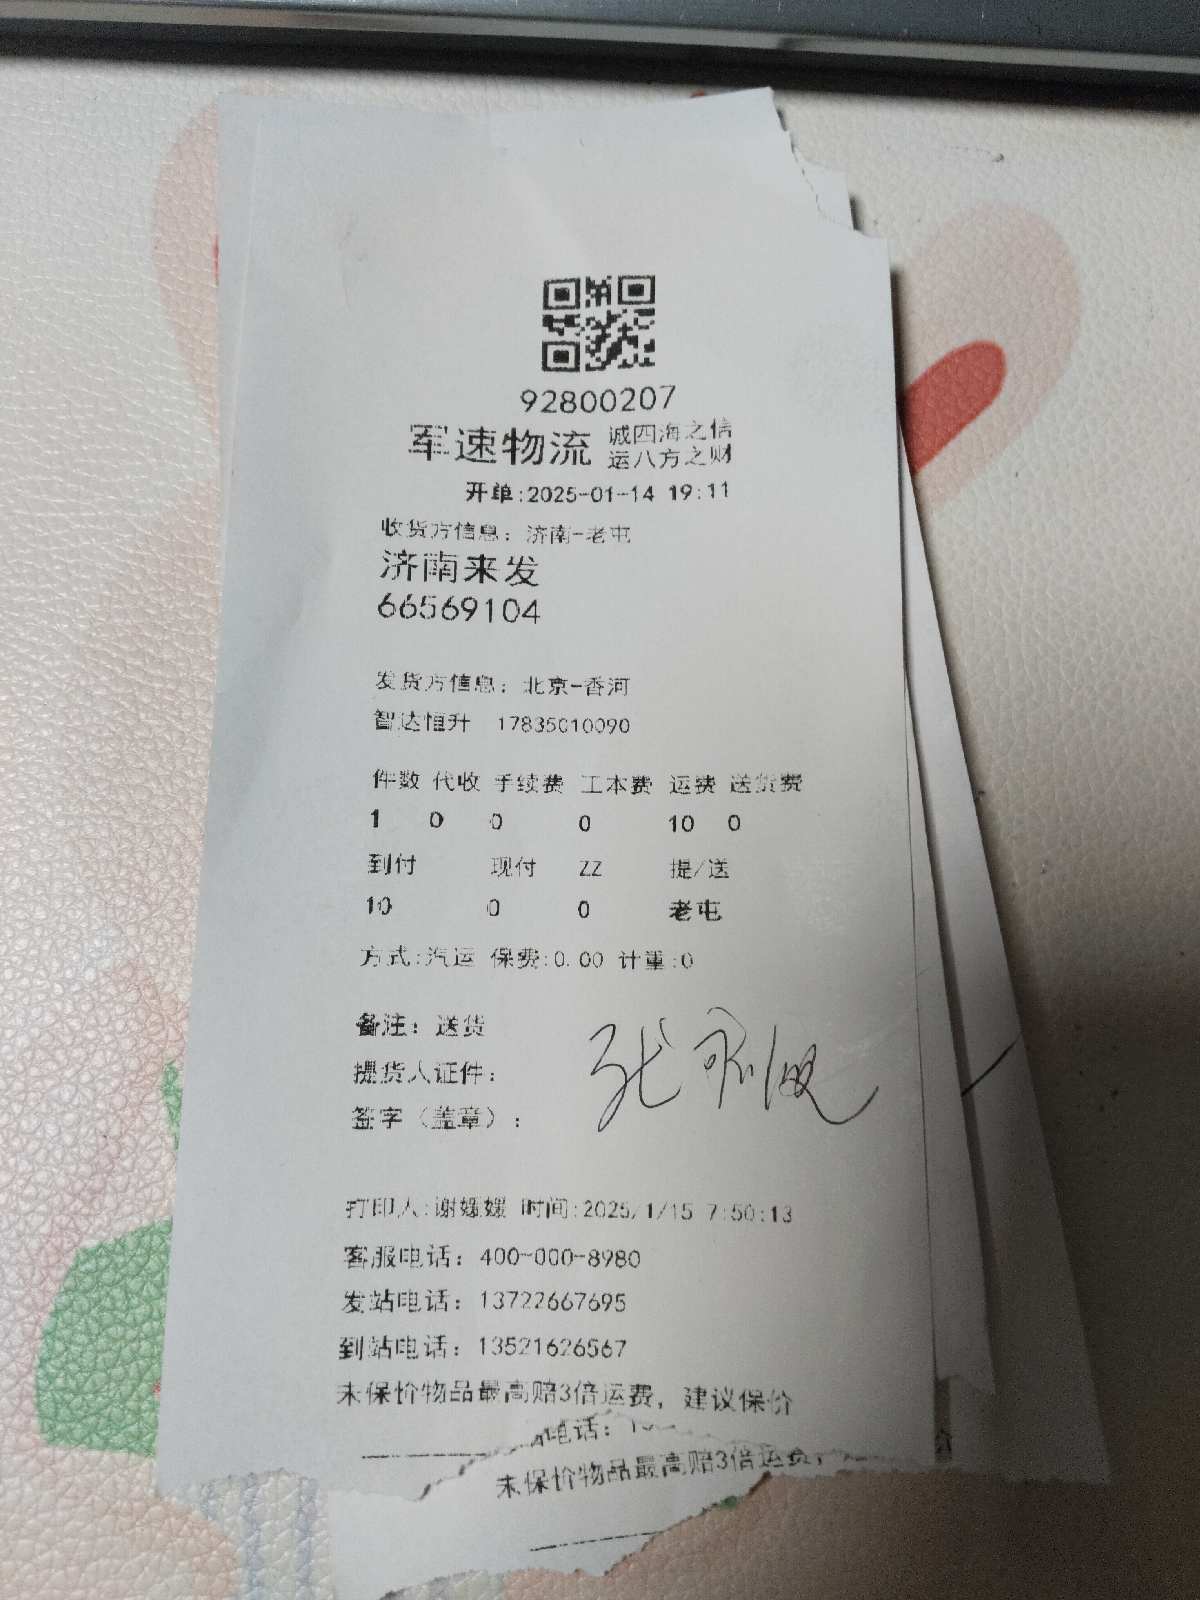 92800207
军速物流 诚四海之信
运八方之财
开单:2025-01-14 19:11
收货方信息：济南-老屯
济南来发
66569104
发货方信息：北京-香河
智达恒升 17835010090
件数 代收 手续费 工本费 运费 送货费
1 0 0 0 10 0
到付 现付 ZZ 提/送
10 0 0 老屯
方式:汽运 保费:0.00 计重:0
备注：送货
提货人证件：
签字（盖章）：
打印人:谢媛媛 时间:2025/1/15 7:50:13
客服电话：400-000-8980
发站电话：13722667695
到站电话：13521626567
未保价物品最高赔3倍运费，建议保价
电话：
未保价物品最高赔3倍运费，